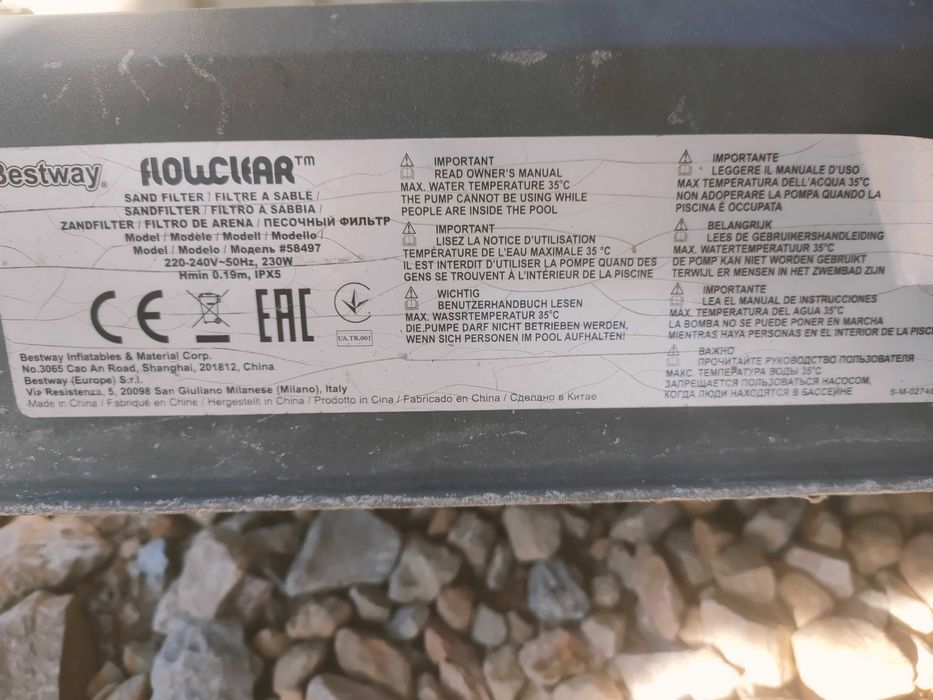 Bestway®
FLOWCLEAR™
SAND FILTER / FILTRE À SABLE /
SANDFILTER / FILTRO A SABBIA /
ZANDFILTER / FILTRO DE ARENA / ПЕСОЧНЫЙ ФИЛЬТР
Model / Modèle / Modell / Modello /
Model / Modelo / Модель #58497
220-240V~50Hz, 230W
Hmin 0.19m, IPX5
CE
EAC
UA.TR.001
Bestway Inflatables & Material Corp.
No.3065 Cao An Road, Shanghai, 201812, China
Bestway (Europe) S.r.l.
Via Resistenza, 5, 20098 San Giuliano Milanese (Milano), Italy
Made in China / Fabriqué en Chine / Hergestellt in China / Prodotto in Cina / Fabricado en China / Сделано в Китае
IMPORTANT
READ OWNER'S MANUAL
MAX. WATER TEMPERATURE 35°C
THE PUMP CANNOT BE USING WHILE
PEOPLE ARE INSIDE THE POOL
IMPORTANT
LISEZ LA NOTICE D'UTILISATION
TEMPÉRATURE DE L'EAU MAXIMALE 35 °C
IL EST INTERDIT D'UTILISER LA POMPE QUAND DES
GENS SE TROUVENT À L'INTÉRIEUR DE LA PISCINE
WICHTIG
BENUTZERHANDBUCH LESEN
MAX. WASSRTEMPERATUR 35°C
DIE.PUMPE DARF NICHT BETRIEBEN WERDEN,
WENN SICH PERSONEN IM POOL AUFHALTEN!
IMPORTANTE
LEGGERE IL MANUALE D'USO
MAX TEMPERATURA DELL'ACQUA 35°C
NON ADOPERARE LA POMPA QUANDO LA
PISCINA È OCCUPATA
BELANGRIJK
LEES DE GEBRUIKERSHANDLEIDING
MAX. WATERTEMPERATUUR 35°C
DE POMP KAN NIET WORDEN GEBRUIKT
TERWIJL ER MENSEN IN HET ZWEMBAD ZIJN
IMPORTANTE
LEA EL MANUAL DE INSTRUCCIONES
MÁX. TEMPERATURA DEL AGUA 35°C
LA BOMBA NO SE PUEDE PONER EN MARCHA
MIENTRAS HAYA PERSONAS EN EL INTERIOR DE LA
ВАЖНО
ПРОЧИТАЙТЕ РУКОВОДСТВО ПОЛЬЗОВАТЕЛЯ
МАКС. ТЕМПЕРАТУРА ВОДЫ 35°C
ЗАПРЕЩАЕТСЯ ПОЛЬЗОВАТЬСЯ НАСОСОМ,
КОГДА ЛЮДИ НАХОДЯТСЯ В БАССЕЙНЕ